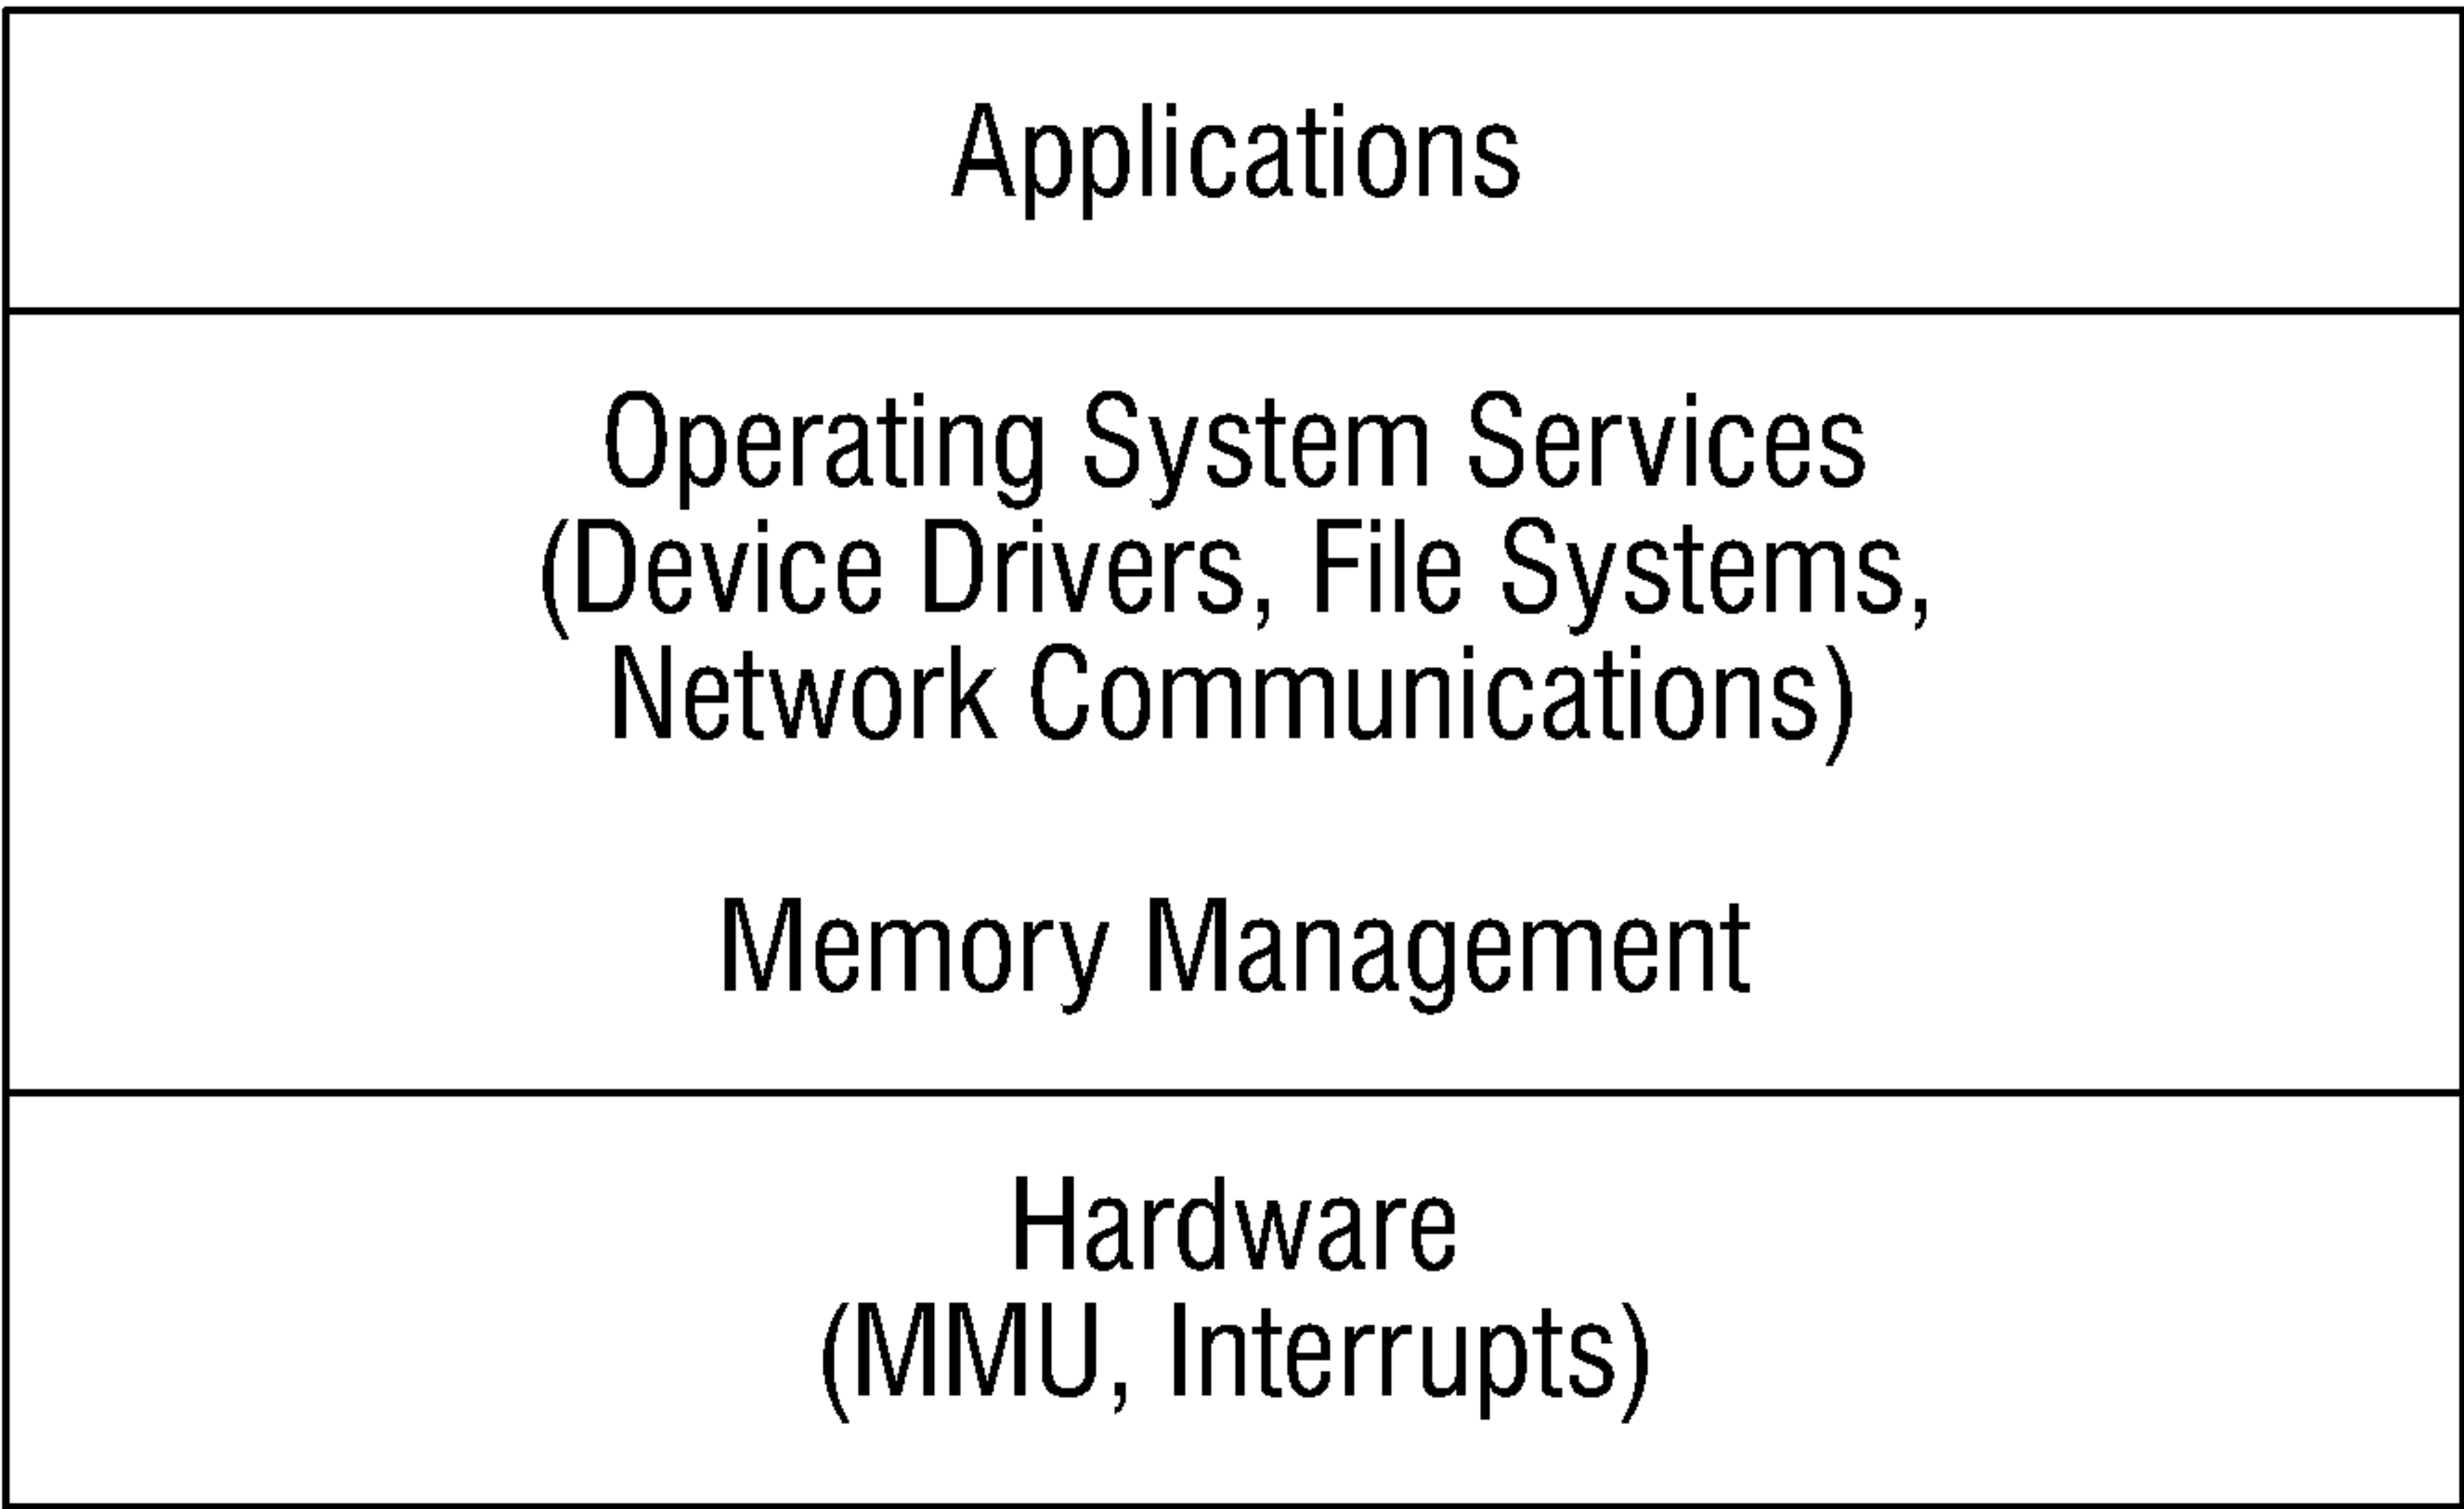 Applications
Operating System Services
(Device Drivers, File Systems,
Network Communications)
Memory Management
Hardware
(MMU, Interrupts)